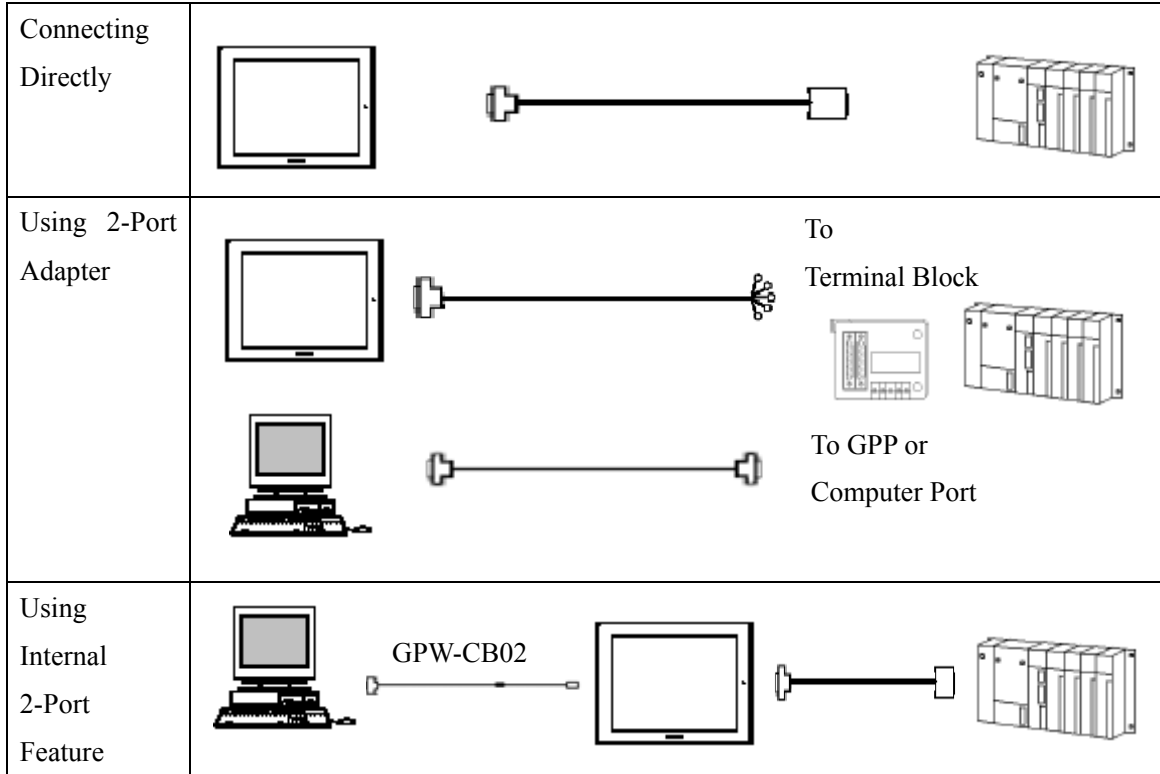 Connecting
Directly
Using 2-Port
Adapter
To
Terminal Block
To GPP or
Computer Port
Using
Internal
2-Port
Feature
GPW-CB02